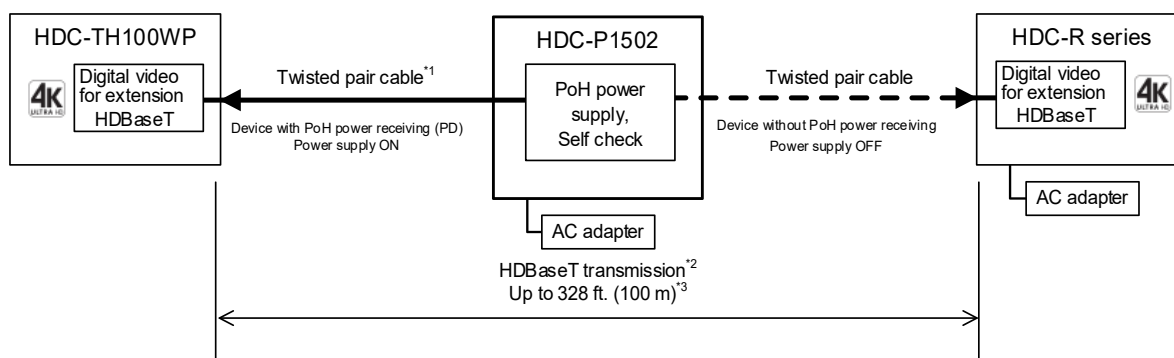 HDC-TH100WP
4K
ULTRA HD
Digital video
for extension
HDBaseT
Twisted pair cable*1
Device with PoH power receiving (PD)
Power supply ON
HDC-P1502
PoH power
supply,
Self check
AC adapter
Twisted pair cable
Device without PoH power receiving
Power supply OFF
HDC-R series
Digital video
for extension
HDBaseT
4K
ULTRA HD
AC adapter
HDBaseT transmission*2
Up to 328 ft. (100 m)*3